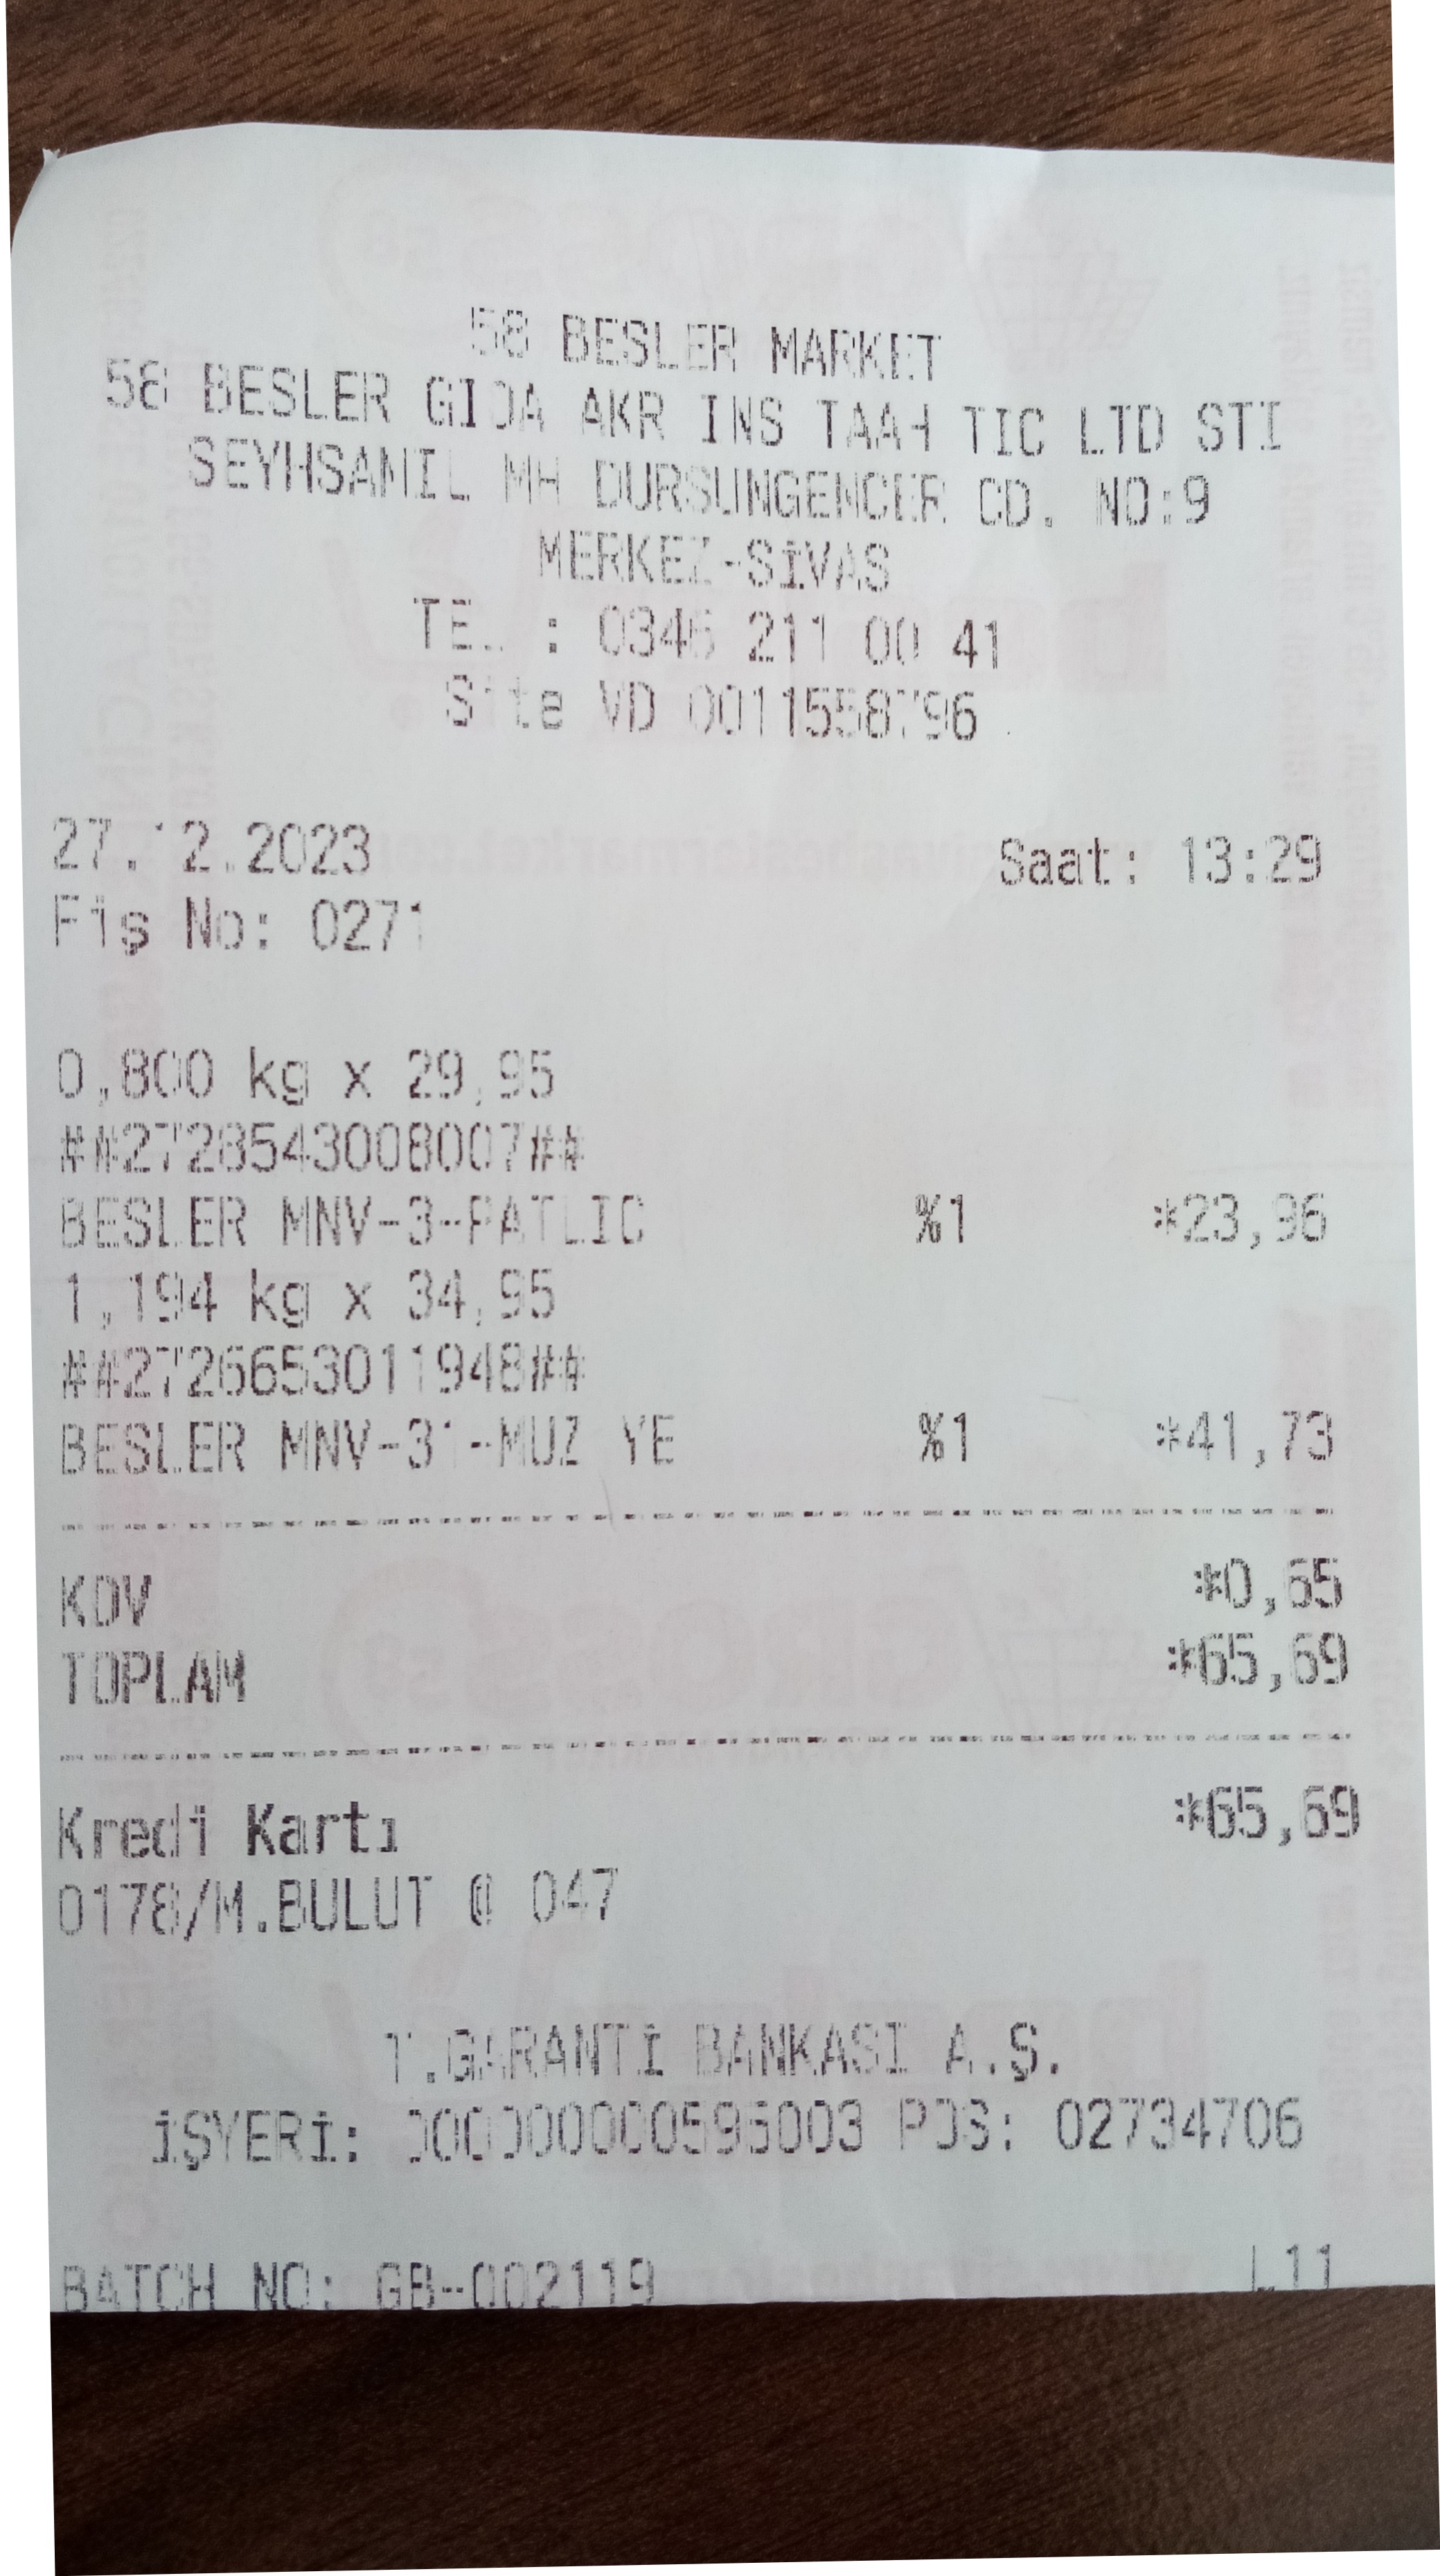 58 BESLER MARKET
58 BESLER GIDA AKR INS TAAH TIC LTD STI
SEYHSAMIL MH DURSUNGENCER CD. NO:9
MERKEZ-SİVAS
TEL : 0346 211 00 41
Site VD 0011558796
27.12.2023 Saat: 13:29
Fiş No: 0271
0,800 kg x 29,95
##2728543008007##
BESLER MNV-3-PATLIC %1 *23,96
1,194 kg x 34,95
##2726653011948##
BESLER MNV-31-MUZ YE %1 *41,73
KDV *0,65
TOPLAM *65,69
Kredi Kartı *65,69
0178/M.BULUT @ 047
T.GARANTİ BANKASI A.Ş.
İŞYERİ: POS: 02734706
BATCH NO: GB-002119